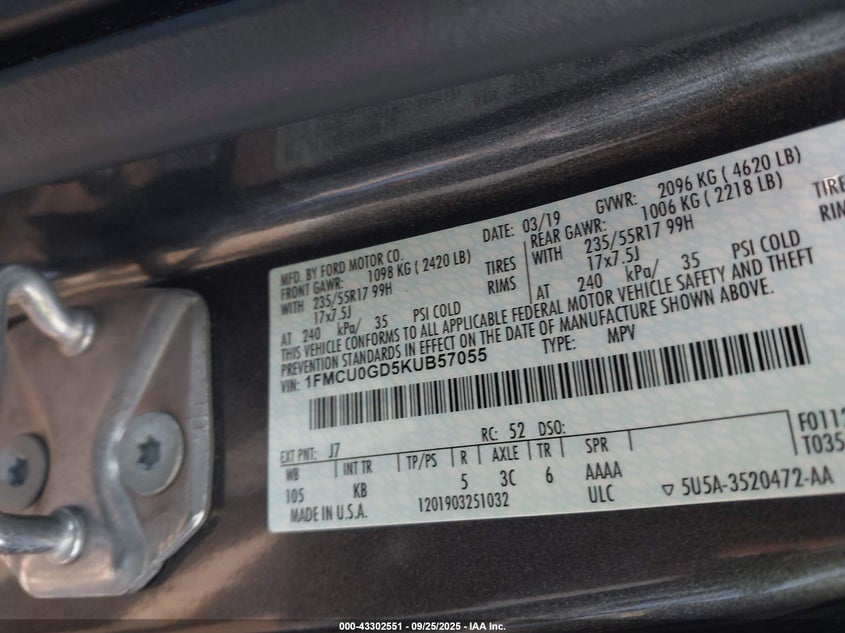 MFD. BY FORD MOTOR CO. DATE: 03/19 GVWR: 2096 KG ( 4620 LB)
FRONT GAWR: 1098 KG ( 2420 LB) REAR GAWR: 1006 KG ( 2218 LB)
WITH 235/55R17 99H TIRES WITH 235/55R17 99H TIRE
17x7.5J RIMS 17x7.5J RIM
AT 240 kPa/ 35 PSI COLD AT 240 kPa/ 35 PSI COLD
THIS VEHICLE CONFORMS TO ALL APPLICABLE FEDERAL MOTOR VEHICLE SAFETY AND THEFT
PREVENTION STANDARDS IN EFFECT ON THE DATE OF MANUFACTURE SHOWN ABOVE.
VIN: 1FMCU0GD5KUB57055 TYPE: MPV
EXT PNT: J7 RC: 52 DSO: F0112
WB INT TR TP/PS R AXLE TR SPR T035
105 KB 5 3C 6 AAAA
MADE IN U.S.A. 1201903251032 ULC 5U5A-3520472-AA
000-43302551 - 09/25/2025 - IAA Inc.